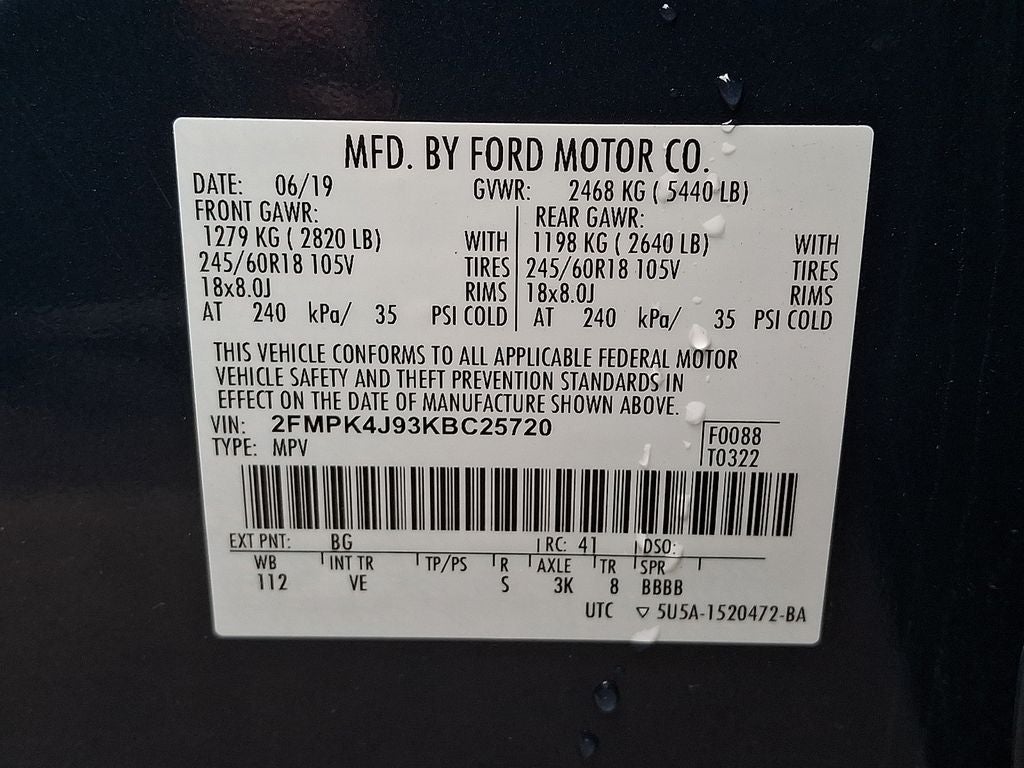 MFD. BY FORD MOTOR CO.
DATE: 06/19 GVWR: 2468 KG ( 5440 LB)
FRONT GAWR: REAR GAWR:
1279 KG ( 2820 LB) WITH 1198 KG ( 2640 LB) WITH
245/60R18 105V TIRES 245/60R18 105V TIRES
18x8.0J RIMS 18x8.0J RIMS
AT 240 kPa/ 35 PSI COLD AT 240 kPa/ 35 PSI COLD
THIS VEHICLE CONFORMS TO ALL APPLICABLE FEDERAL MOTOR
VEHICLE SAFETY AND THEFT PREVENTION STANDARDS IN
EFFECT ON THE DATE OF MANUFACTURE SHOWN ABOVE.
VIN: 2FMPK4J93KBC25720 F0088
TYPE: MPV T0322
EXT PNT: BG RC: 41 DSO:
WB INT TR TP/PS R AXLE TR SPR
112 VE S 3K 8 BBBB
UTC ▽ 5U5A-1520472-BA